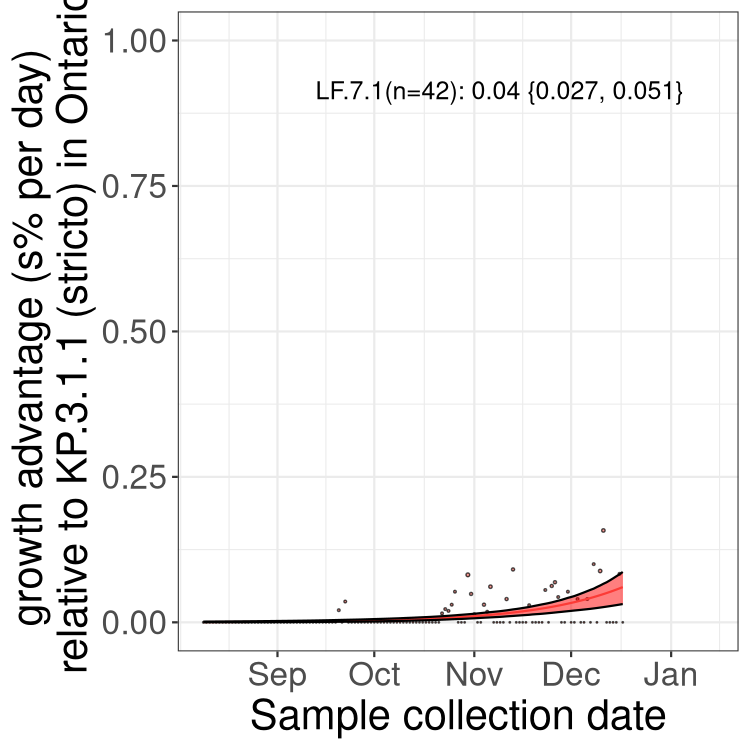 growth advantage (s% per day)
relative to KP.3.1.1 (stricto) in Ontario
1.00
0.75
0.50
0.25
0.00
LF.7.1(n=42): 0.04 {0.027, 0.051}
Sep Oct Nov Dec Jan
Sample collection date